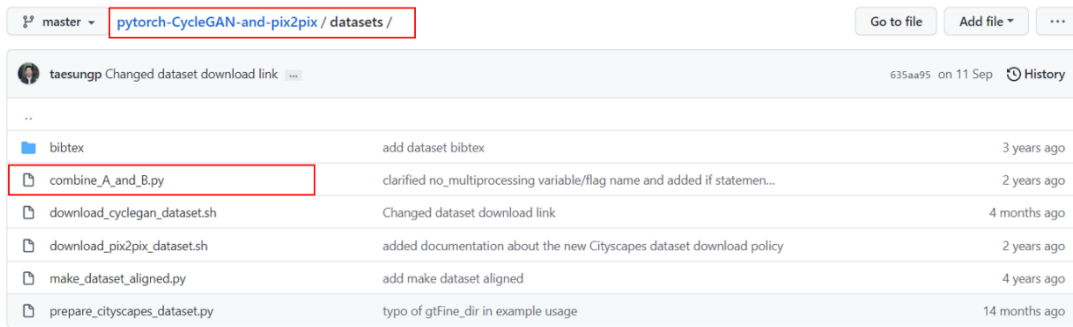 master pytorch-CycleGAN-and-pix2pix / datasets / Go to file Add file ...
taesungp Changed dataset download link ... 635aa95 on 11 Sep History
..
bibtex add dataset bibtex 3 years ago
combine_A_and_B.py clarified no_multiprocessing variable/flag name and added if statemen... 2 years ago
download_cyclegan_dataset.sh Changed dataset download link 4 months ago
download_pix2pix_dataset.sh added documentation about the new Cityscapes dataset download policy 2 years ago
make_dataset_aligned.py add make dataset aligned 4 years ago
prepare_cityscapes_dataset.py typo of gtFine_dir in example usage 14 months ago